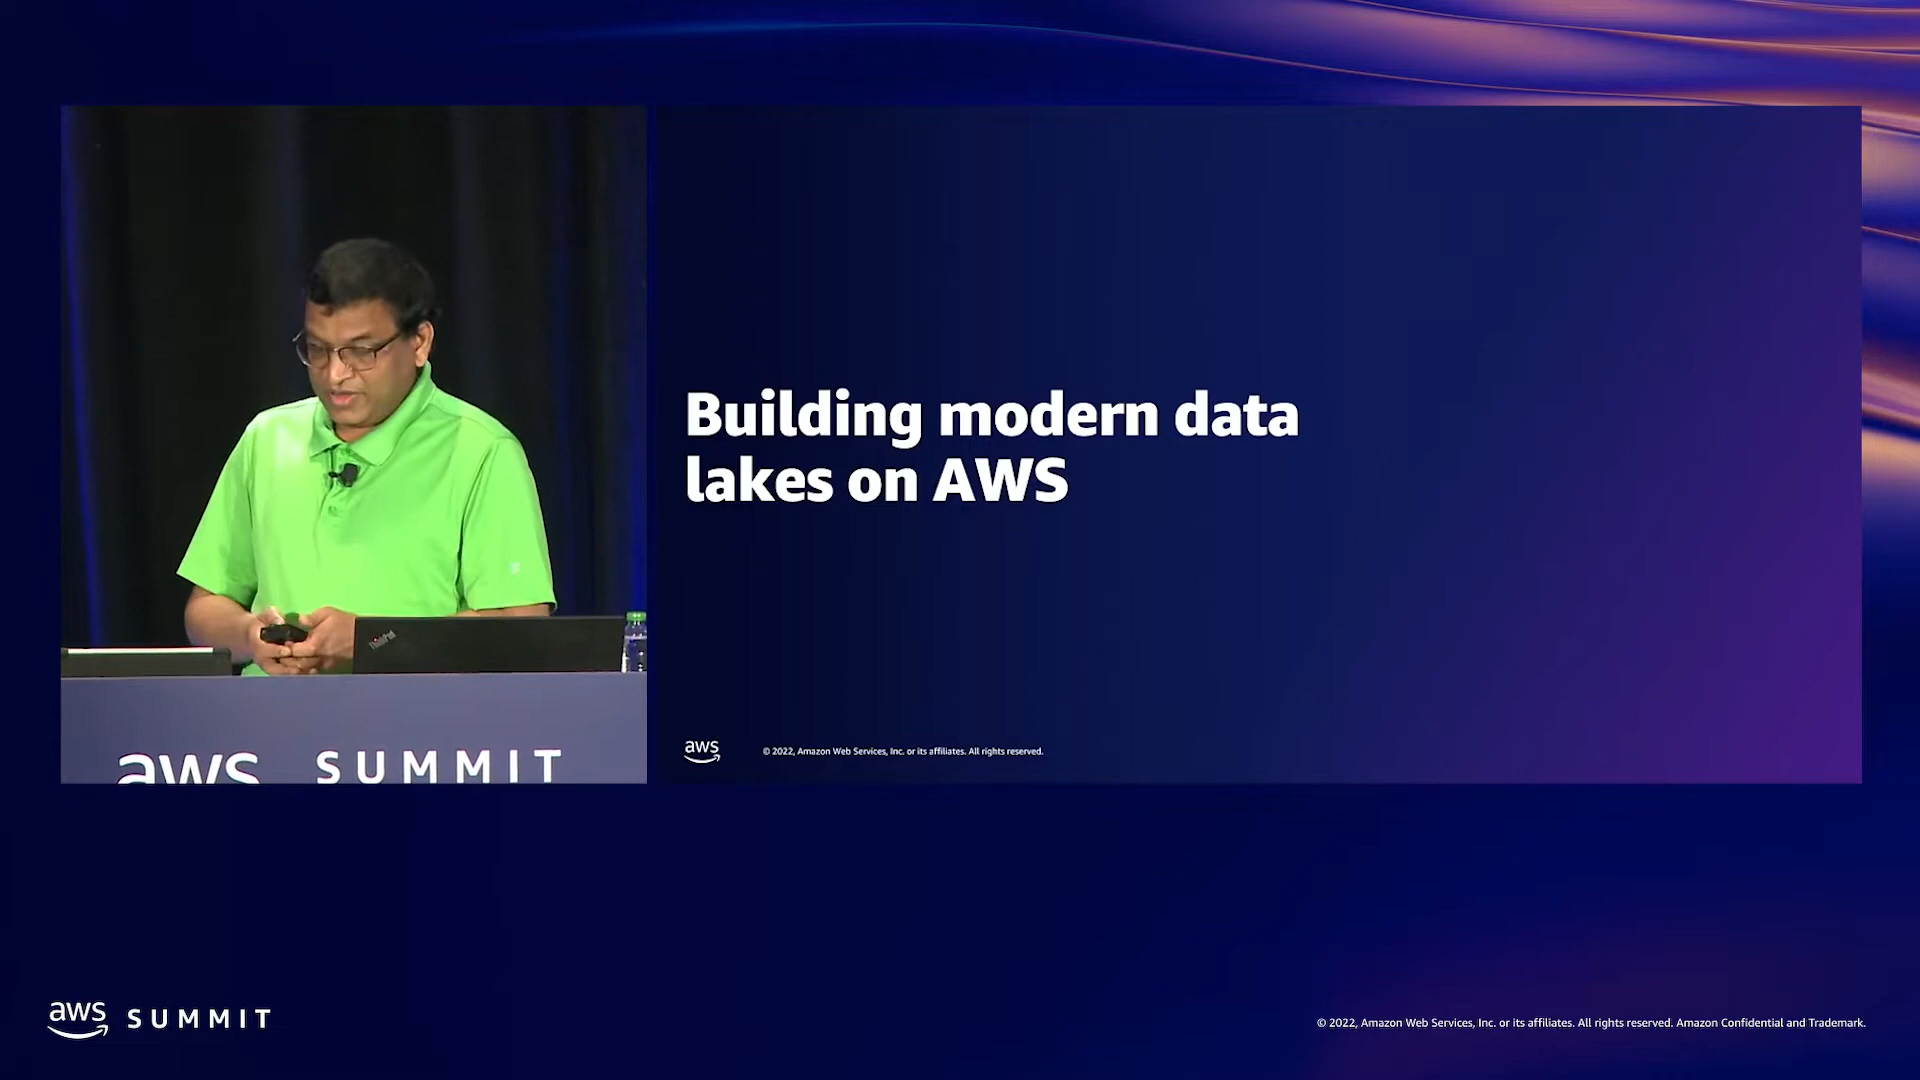 Building modern data
lakes on AWS
aws
© 2022, Amazon Web Services, Inc. or its affiliates. All rights reserved.
ThinkPad
aws SUMMIT
aws SUMMIT
© 2022, Amazon Web Services, Inc. or its affiliates. All rights reserved. Amazon Confidential and Trademark.